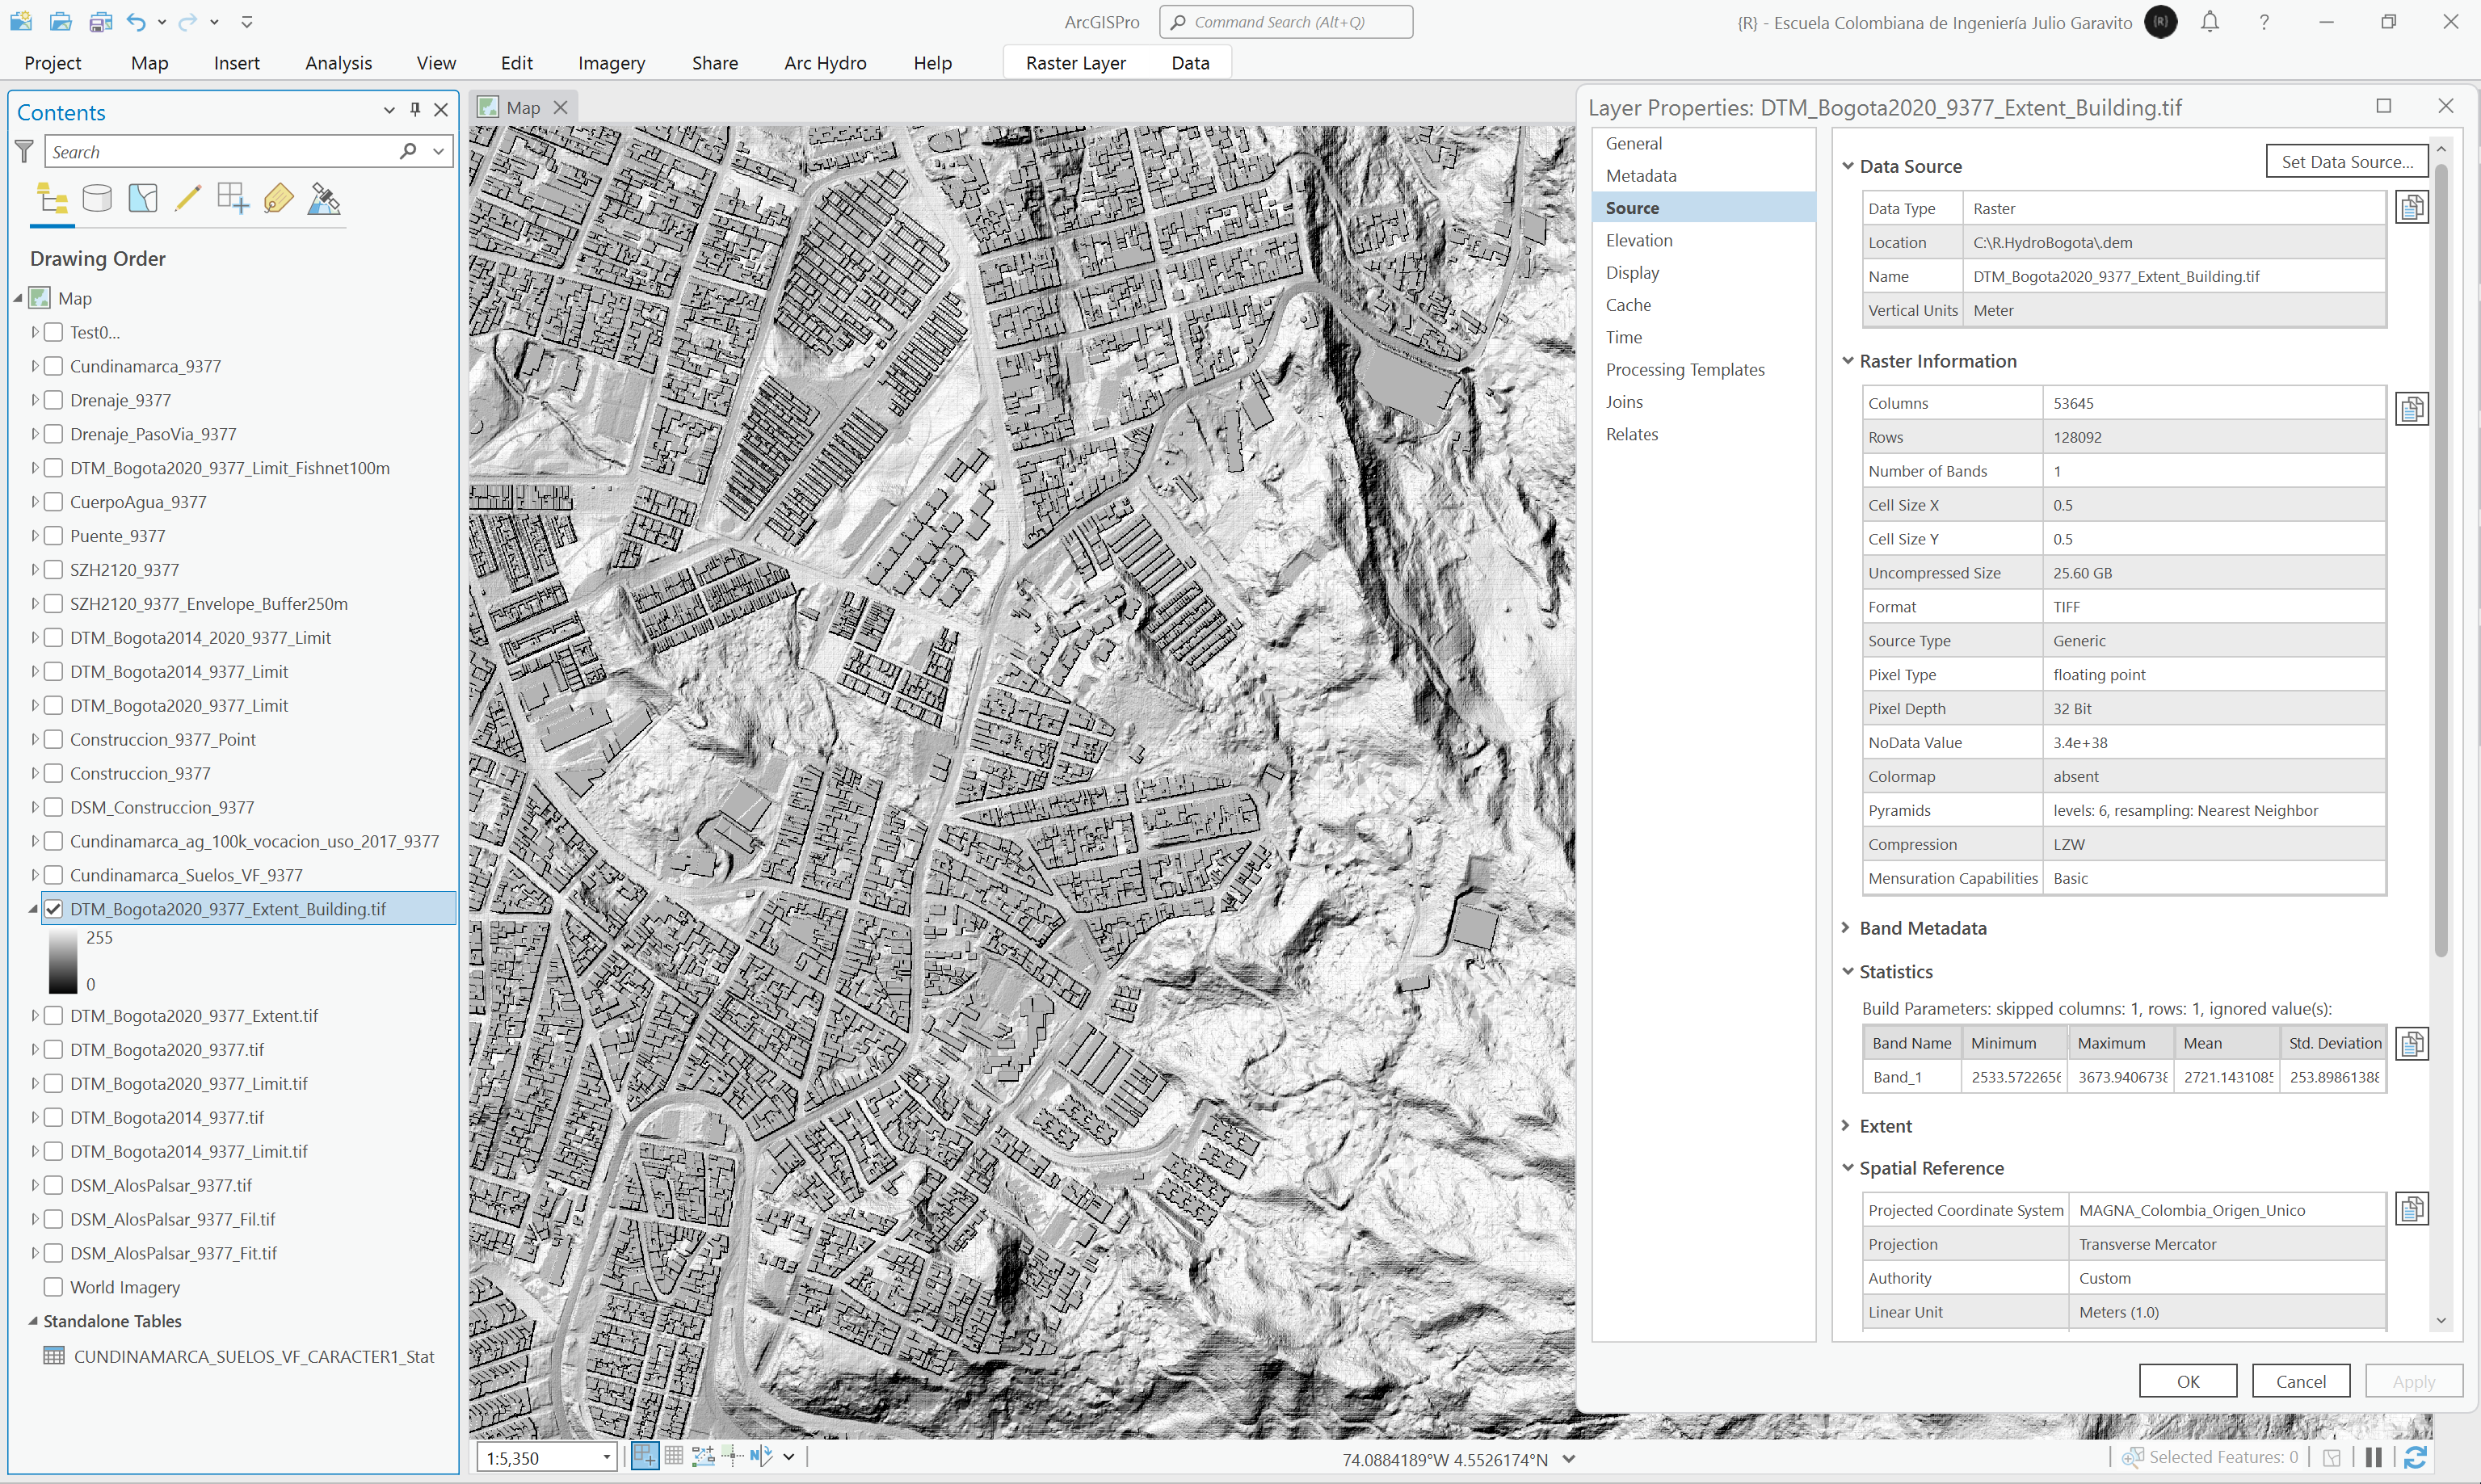 ArcGISPro
Command Search (Alt+Q)
{R} - Escuela Colombiana de Ingeniería Julio Garavito
{R}
Project Map Insert Analysis View Edit Imagery Share Arc Hydro Help Raster Layer Data
Contents
Search
Drawing Order
Map
Test0...
Cundinamarca_9377
Drenaje_9377
Drenaje_PasoVia_9377
DTM_Bogota2020_9377_Limit_Fishnet100m
CuerpoAgua_9377
Puente_9377
SZH2120_9377
SZH2120_9377_Envelope_Buffer250m
DTM_Bogota2014_2020_9377_Limit
DTM_Bogota2014_9377_Limit
DTM_Bogota2020_9377_Limit
Construccion_9377_Point
Construccion_9377
DSM_Construccion_9377
Cundinamarca_ag_100k_vocacion_uso_2017_9377
Cundinamarca_Suelos_VF_9377
DTM_Bogota2020_9377_Extent_Building.tif
255
0
DTM_Bogota2020_9377_Extent.tif
DTM_Bogota2020_9377.tif
DTM_Bogota2020_9377_Limit.tif
DTM_Bogota2014_9377.tif
DTM_Bogota2014_9377_Limit.tif
DSM_AlosPalsar_9377.tif
DSM_AlosPalsar_9377_Fil.tif
DSM_AlosPalsar_9377_Fit.tif
World Imagery
Standalone Tables
CUNDINAMARCA_SUELOS_VF_CARACTER1_Stat
Map
1:5,350
74.0884189°W 4.5526174°N
Selected Features: 0
Layer Properties: DTM_Bogota2020_9377_Extent_Building.tif
General
Metadata
Source
Elevation
Display
Cache
Time
Processing Templates
Joins
Relates
Data Source
Set Data Source...
Data Type Raster
Location C:\R.HydroBogota\.dem
Name DTM_Bogota2020_9377_Extent_Building.tif
Vertical Units Meter
Raster Information
Columns 53645
Rows 128092
Number of Bands 1
Cell Size X 0.5
Cell Size Y 0.5
Uncompressed Size 25.60 GB
Format TIFF
Source Type Generic
Pixel Type floating point
Pixel Depth 32 Bit
NoData Value 3.4e+38
Colormap absent
Pyramids levels: 6, resampling: Nearest Neighbor
Compression LZW
Mensuration Capabilities Basic
Band Metadata
Statistics
Build Parameters: skipped columns: 1, rows: 1, ignored value(s):
Band Name Minimum Maximum Mean Std. Deviation
Band_1 2533.572265 3673.940673 2721.143108 253.8986138
Extent
Spatial Reference
Projected Coordinate System MAGNA_Colombia_Origen_Unico
Projection Transverse Mercator
Authority Custom
Linear Unit Meters (1.0)
OK Cancel Apply